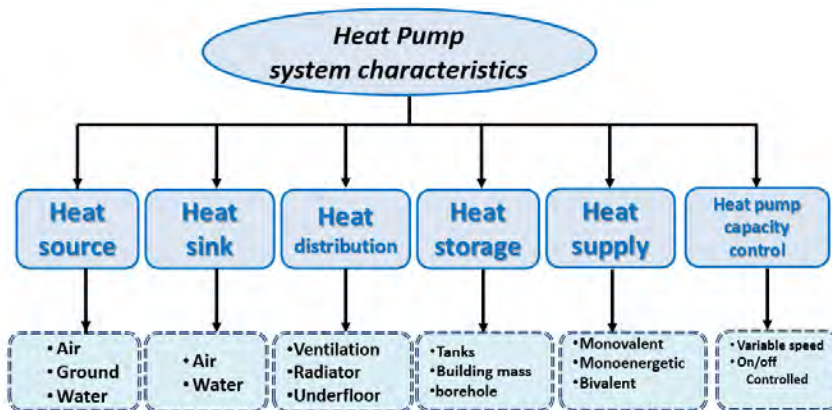 Heat Pump
system characteristics
Heat
source
Heat
sink
Heat
distribution
Heat
storage
Heat
supply
Heat pump
capacity
control
• Air
• Ground
• Water
• Air
• Water
•Ventilation
•Radiator
•Underfloor
•Tanks
•Building mass
•borehole
•Monovalent
•Monoenergetic
•Bivalent
•Variable speed
•On/off
Controlled